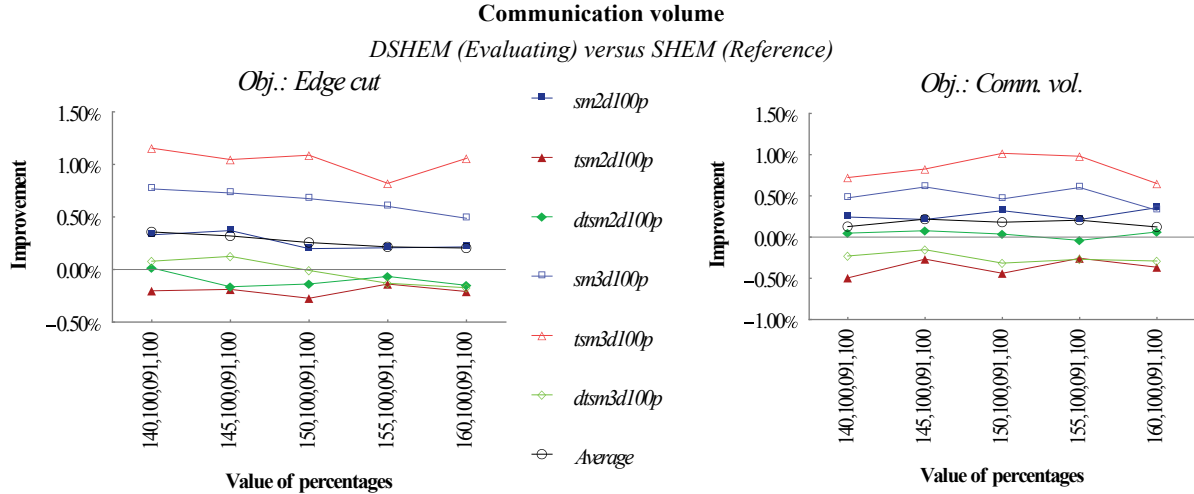 Communication volume
DSHEM (Evaluating) versus SHEM (Reference)
Obj.: Edge cut
1.50%
1.00%
0.50%
0.00%
−0.50%
Improvement
140,100,091,100
145,100,091,100
150,100,091,100
155,100,091,100
160,100,091,100
Value of percentages
sm2d100p
tsm2d100p
dtsm2d100p
sm3d100p
tsm3d100p
dtsm3d100p
Average
Obj.: Comm. vol.
1.50%
1.00%
0.50%
0.00%
−0.50%
−1.00%
Improvement
140,100,091,100
145,100,091,100
150,100,091,100
155,100,091,100
160,100,091,100
Value of percentages